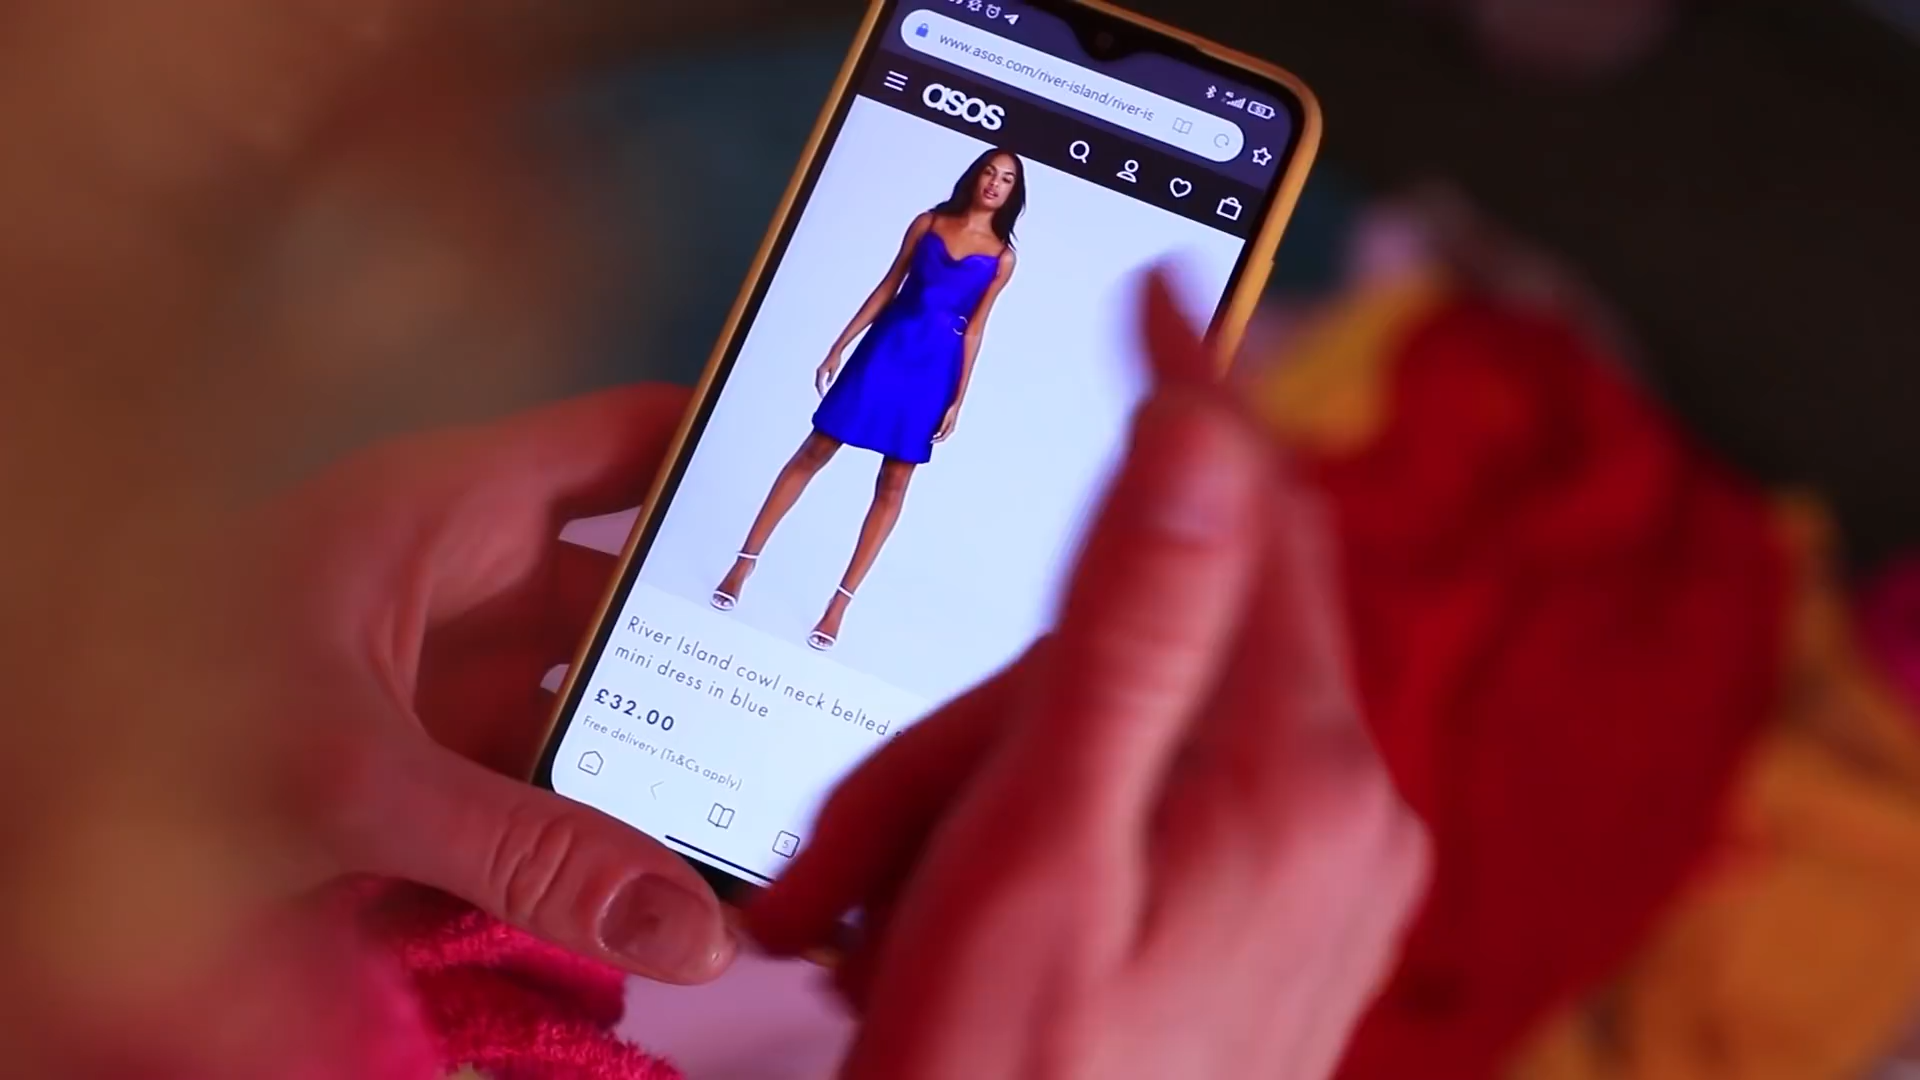 www.asos.com/river-island/river-is
asos
River Island cowl neck belted
mini dress in blue
£32.00
Free delivery (Ts&Cs apply)
5